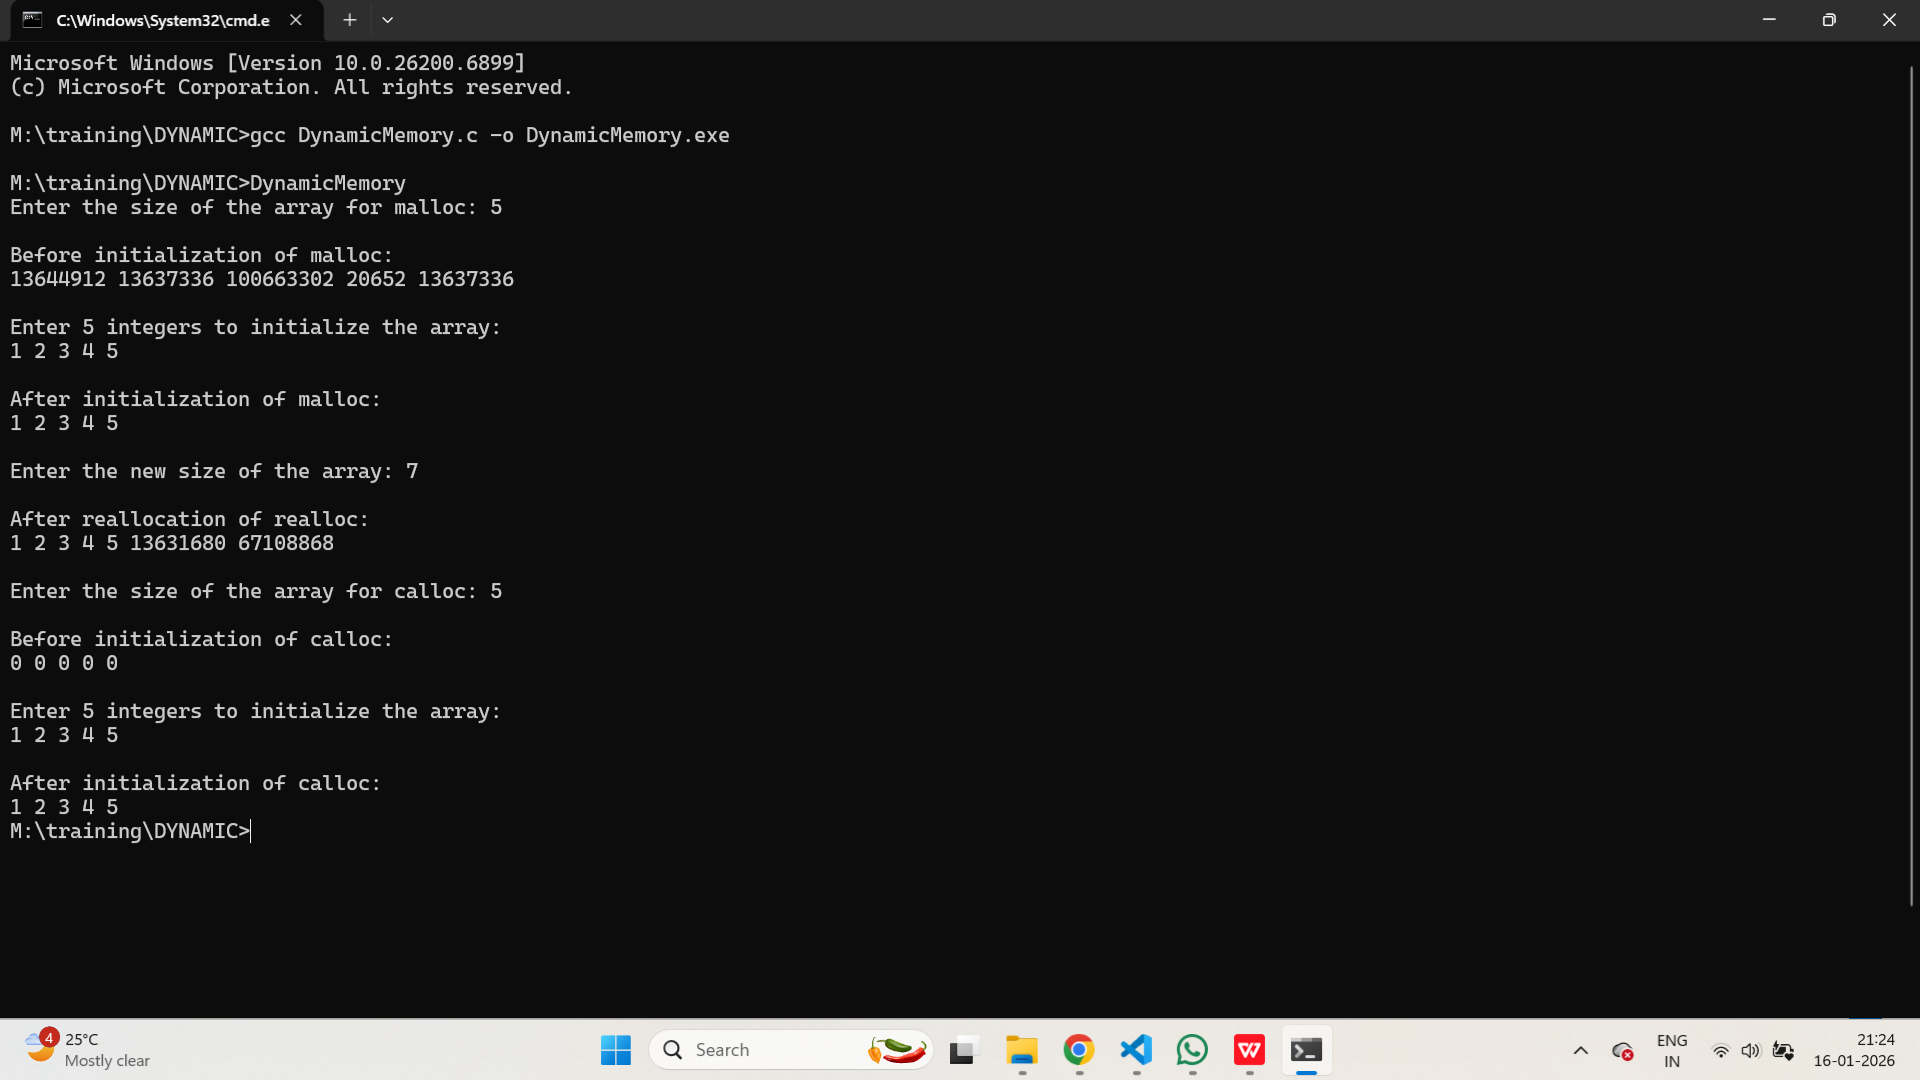 C:\Windows\System32\cmd.e
Microsoft Windows [Version 10.0.26200.6899]
(c) Microsoft Corporation. All rights reserved.
M:\training\DYNAMIC>gcc DynamicMemory.c -o DynamicMemory.exe
M:\training\DYNAMIC>DynamicMemory
Enter the size of the array for malloc: 5
Before initialization of malloc:
13644912 13637336 100663302 20652 13637336
Enter 5 integers to initialize the array:
1 2 3 4 5
After initialization of malloc:
1 2 3 4 5
Enter the new size of the array: 7
After reallocation of realloc:
1 2 3 4 5 13631680 67108868
Enter the size of the array for calloc: 5
Before initialization of calloc:
0 0 0 0 0
Enter 5 integers to initialize the array:
1 2 3 4 5
After initialization of calloc:
1 2 3 4 5
M:\training\DYNAMIC>
4
25°C
Mostly clear
Search
ENG
IN
21:24
16-01-2026